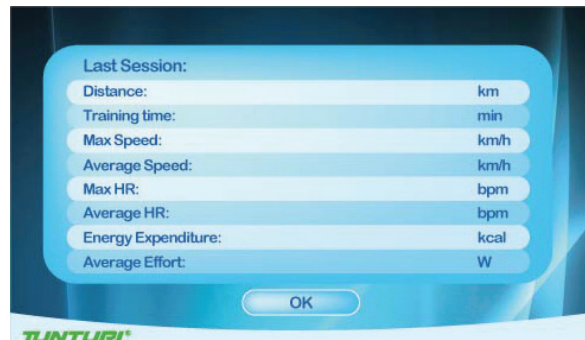 Last Session:
Distance: km
Training time: min
Max Speed: km/h
Average Speed: km/h
Max HR: bpm
Average HR: bpm
Energy Expenditure: kcal
Average Effort: W
OK
TUNTURI®